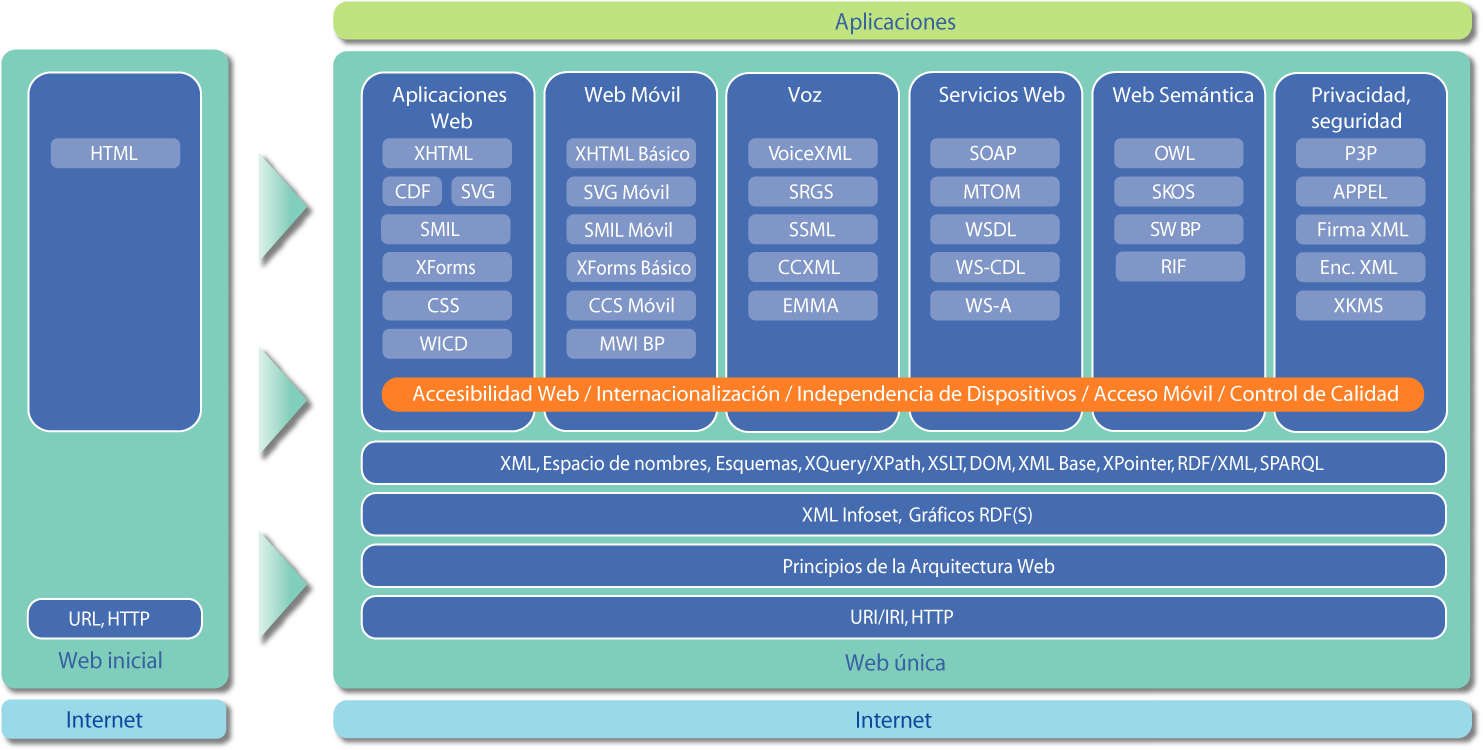 Aplicaciones
HTML
URL, HTTP
Web inicial
Internet
Aplicaciones
Web
XHTML
CDF
SVG
SMIL
XForms
CSS
WICD
Web Móvil
XHTML Básico
SVG Móvil
SMIL Móvil
XForms Básico
CCS Móvil
MWI BP
Voz
VoiceXML
SRGS
SSML
CCXML
EMMA
Servicios Web
SOAP
MTOM
WSDL
WS-CDL
WS-A
Web Semántica
OWL
SKOS
SW BP
RIF
Privacidad,
seguridad
P3P
APPEL
Firma XML
Enc. XML
XKMS
Accesibilidad Web / Internacionalización / Independencia de Dispositivos / Acceso Móvil / Control de Calidad
XML, Espacio de nombres, Esquemas, XQuery/XPath, XSLT, DOM, XML Base, XPointer, RDF/XML, SPARQL
XML Infoset, Gráficos RDF(S)
Principios de la Arquitectura Web
URI/IRI, HTTP
Web única
Internet